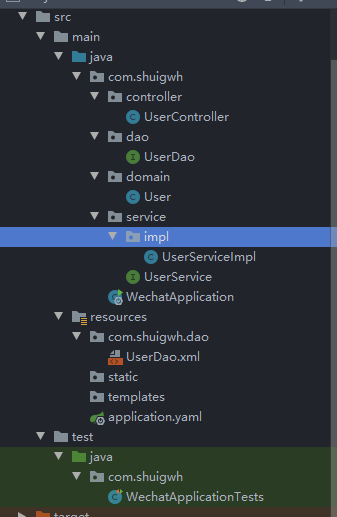 src
main
java
com.shuigwh
controller
UserController
dao
UserDao
domain
User
service
impl
UserServiceImpl
UserService
WechatApplication
resources
com.shuigwh.dao
UserDao.xml
static
templates
application.yaml
test
java
com.shuigwh
WechatApplicationTests
target